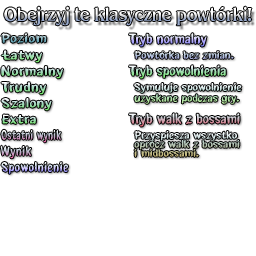 Obejrzyj te klasyczne powtórki!
Poziom
Łatwy
Normalny
Trudny
Szalony
Extra
Ostatni wynik
Wynik
Spowolnienie
Tryb normalny
Powtórka bez zmian.
Tryb spowolnienia
Symuluje spowolnienie
uzyskane podczas gry.
Tryb walk z bossami
Przyspiesza wszystko
oprócz walk z bossami
i midbossami.